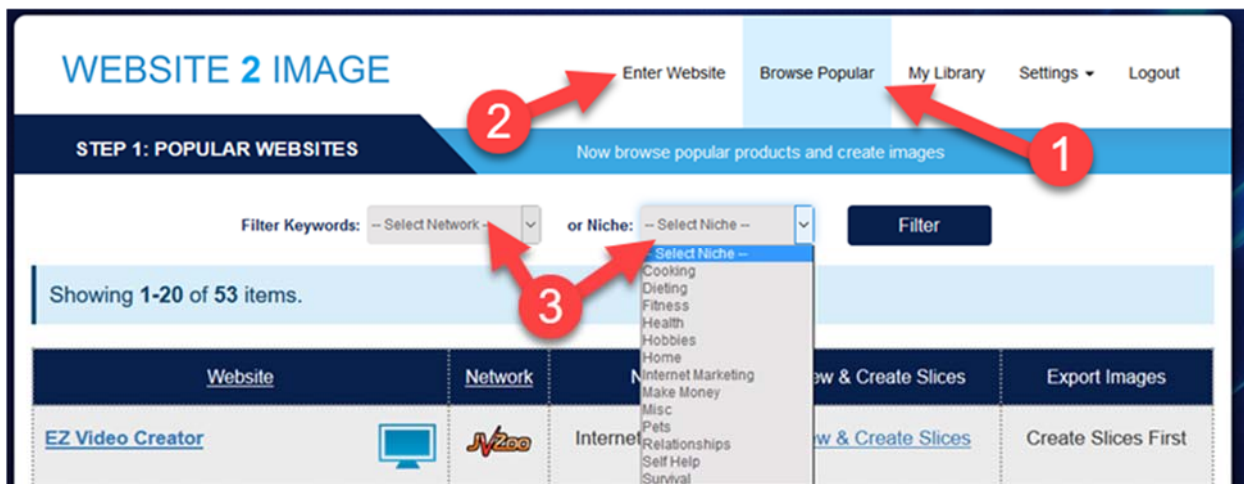 WEBSITE 2 IMAGE
Enter Website
Browse Popular
My Library
Settings
Logout
2
1
STEP 1: POPULAR WEBSITES
Now browse popular products and create images
Filter Keywords:
-- Select Network --
or Niche:
-- Select Niche --
Filter
-- Select Niche --
Cooking
Dieting
Fitness
Health
Hobbies
Home
Internet Marketing
Make Money
Misc
Pets
Relationships
Self Help
Survival
3
Showing 1-20 of 53 items.
Website
Network
N
ew & Create Slices
Export Images
EZ Video Creator
JVZoo
Internet
ew & Create Slices
Create Slices First